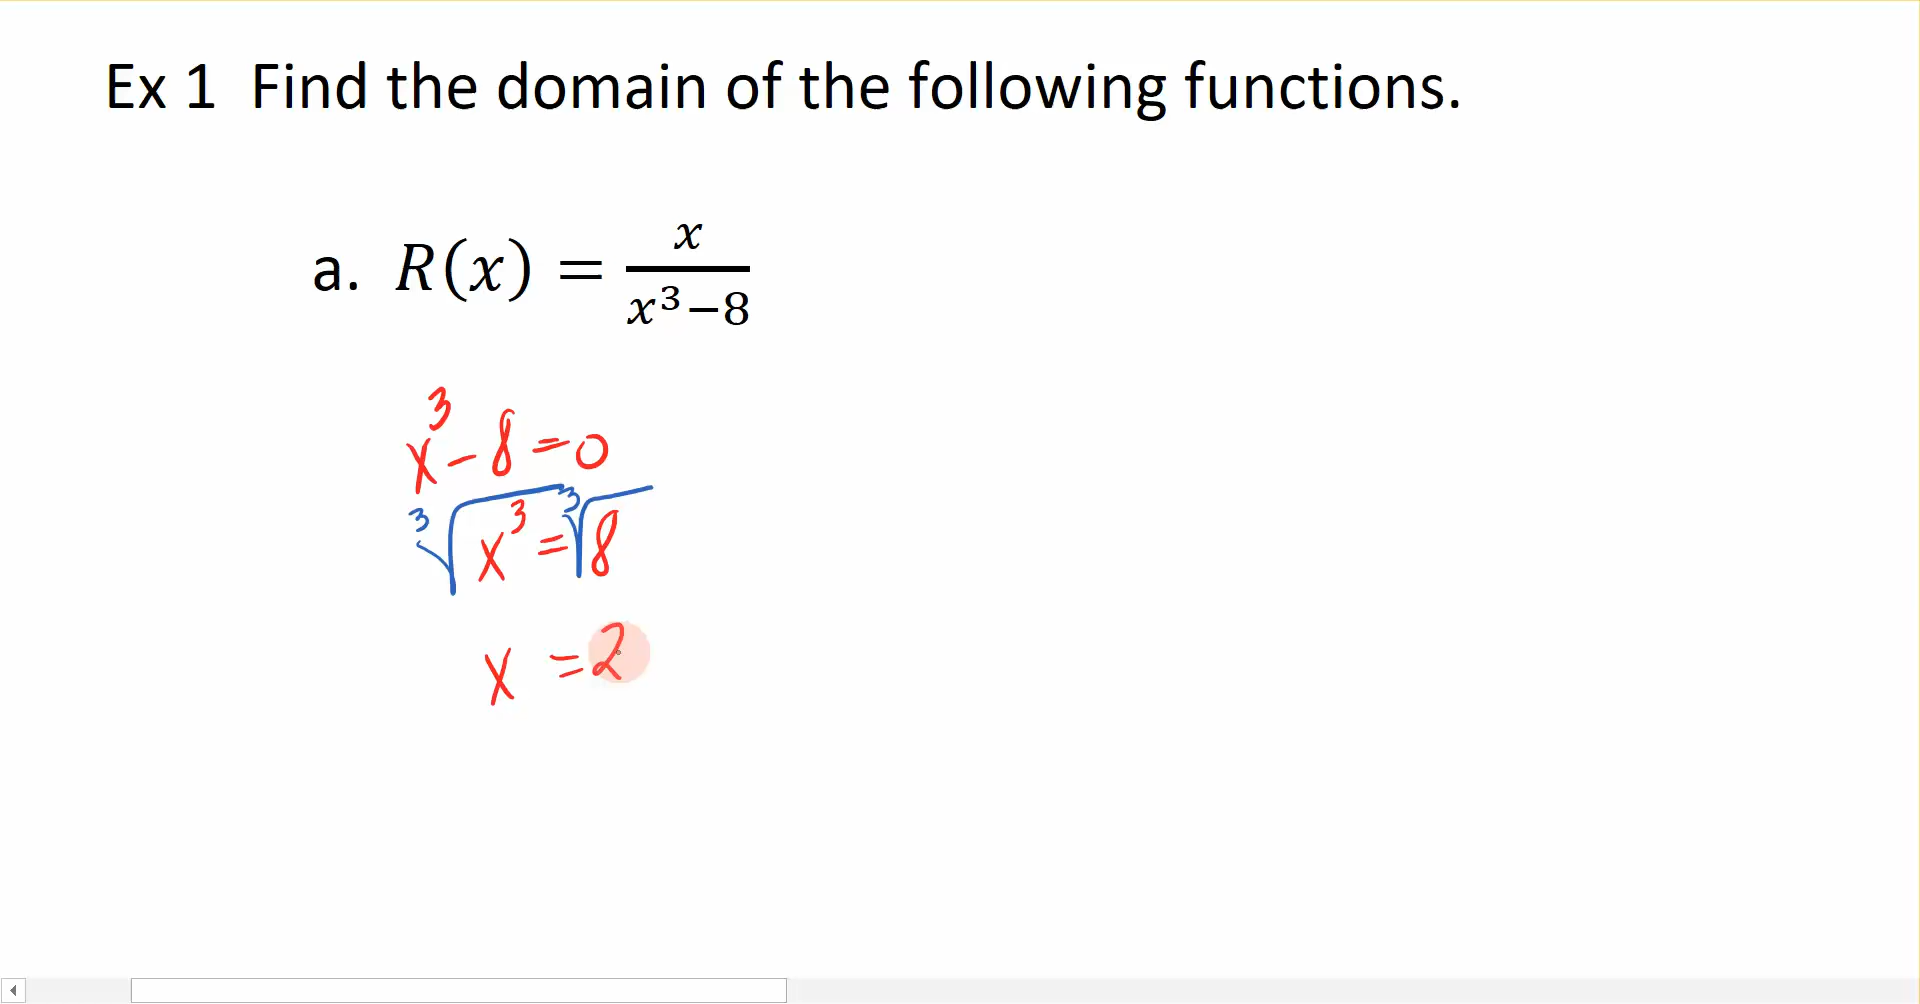 Ex 1  Find the domain of the following functions.
a. R(x) = x/(x³−8)
x³ - 8 = 0
∛x³ = ∛8
x = 2